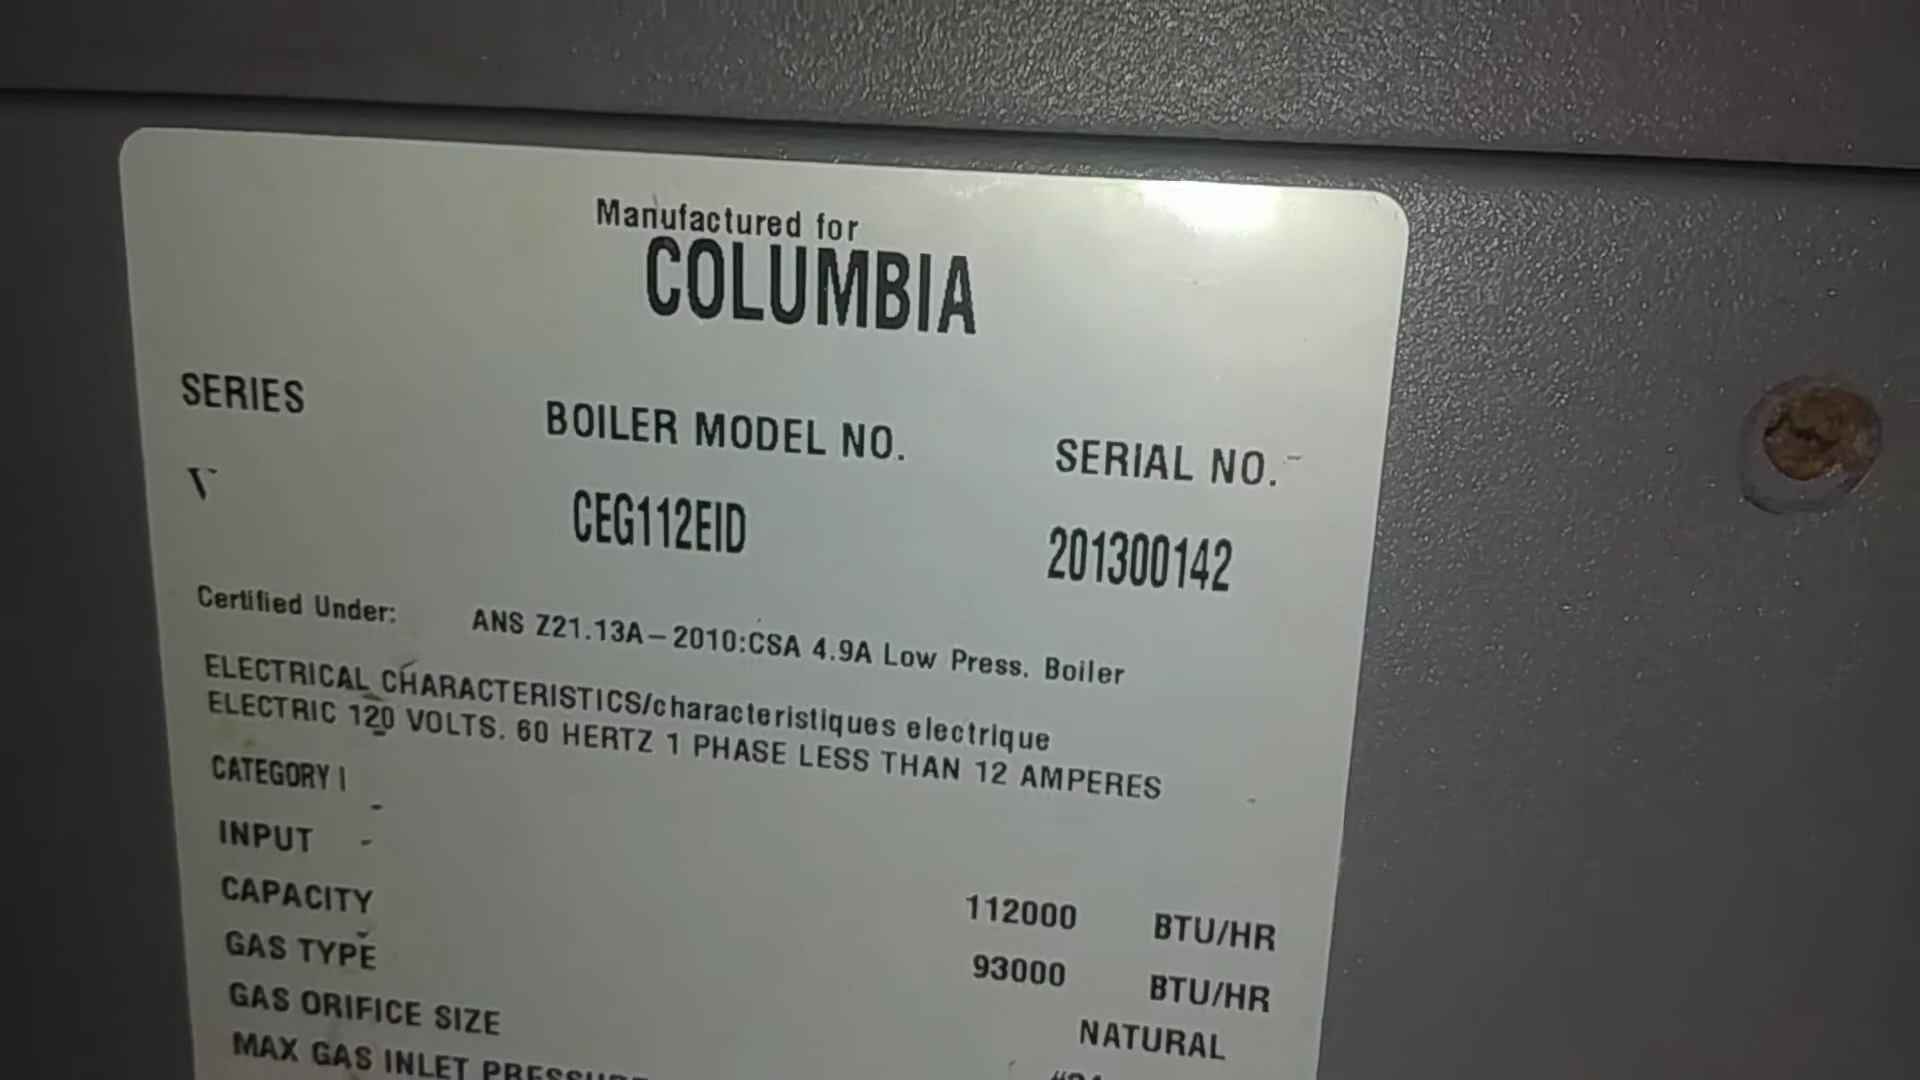 Manufactured for
COLUMBIA
SERIES BOILER MODEL NO. SERIAL NO.
V CEG112EID 201300142
Certified Under: ANS Z21.13A-2010:CSA 4.9A Low Press. Boiler
ELECTRICAL CHARACTERISTICS/characteristiques electrique
ELECTRIC 120 VOLTS. 60 HERTZ 1 PHASE LESS THAN 12 AMPERES
CATEGORY I
INPUT 112000 BTU/HR
CAPACITY 93000 BTU/HR
GAS TYPE NATURAL
GAS ORIFICE SIZE
MAX GAS INLET PRESSURE